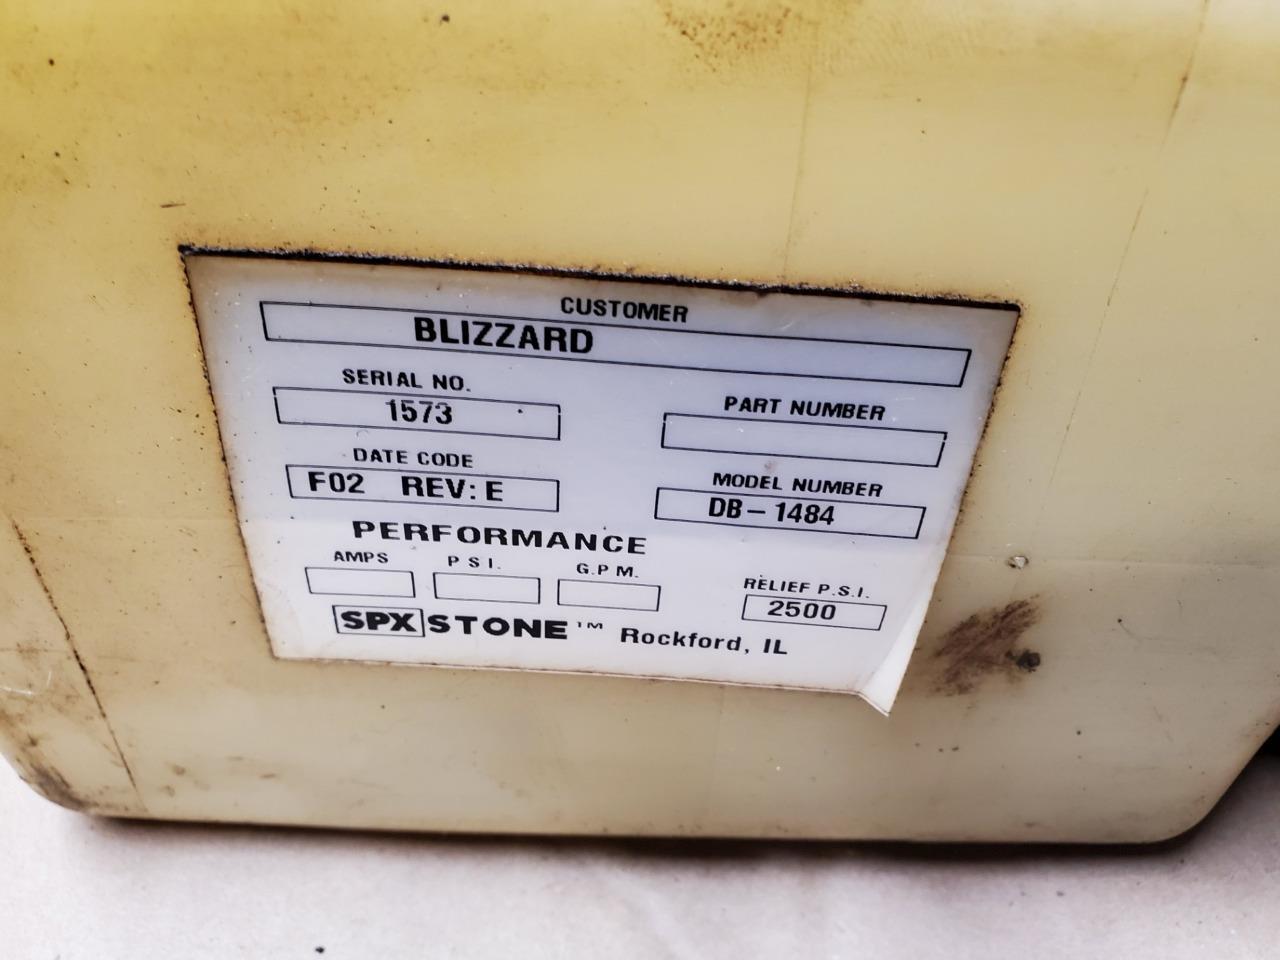 CUSTOMER
BLIZZARD
SERIAL NO.
1573
PART NUMBER
DATE CODE
F02 REV: E
MODEL NUMBER
DB-1484
PERFORMANCE
AMPS P.S.I. G.P.M. RELIEF P.S.I.
2500
SPX STONE™ Rockford, IL